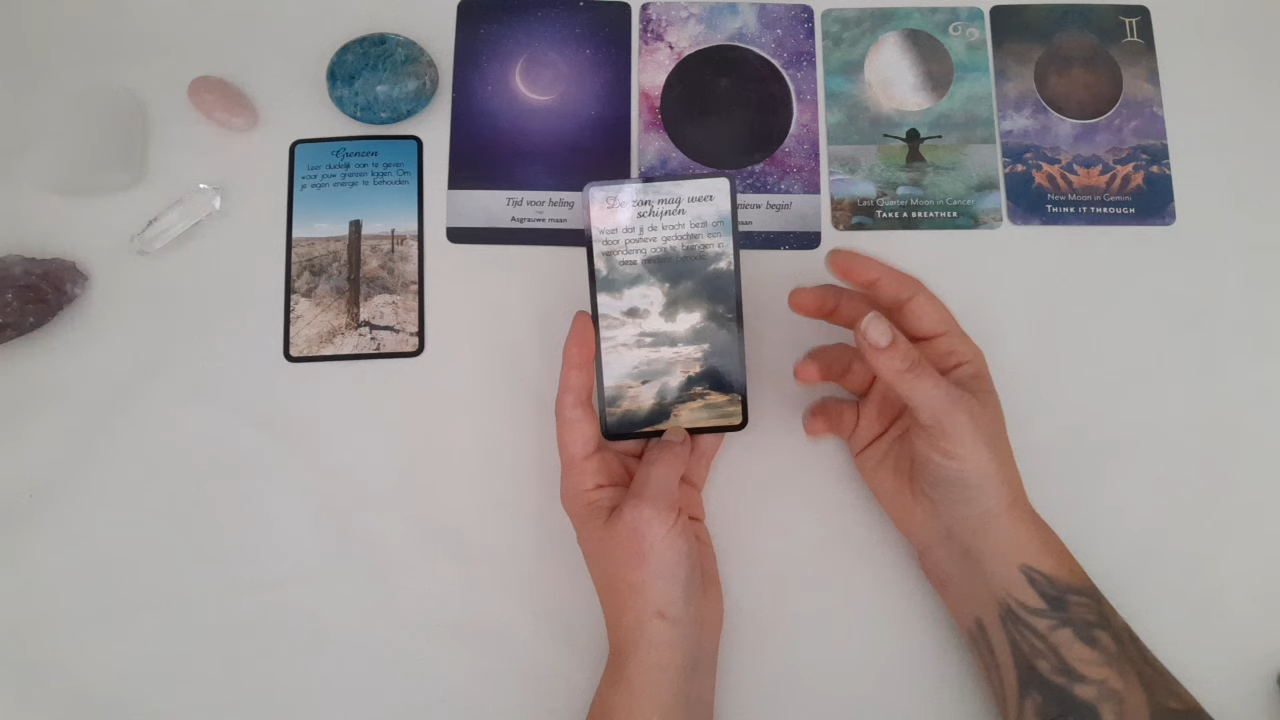 Grenzen
Leer duidelijk aan te geven
waar jouw grenzen liggen. Om
je eigen energie te behouden.
Tijd voor heling
Asgrauwe maan
nieuw begin!
maan
De zon mag weer
schijnen
Weet dat jij de kracht bezit om
door positieve gedachten een
verandering aan te brengen in
deze mindere periode.
Last Quarter Moon in Cancer
TAKE A BREATHER
New Moon in Gemini
THINK IT THROUGH